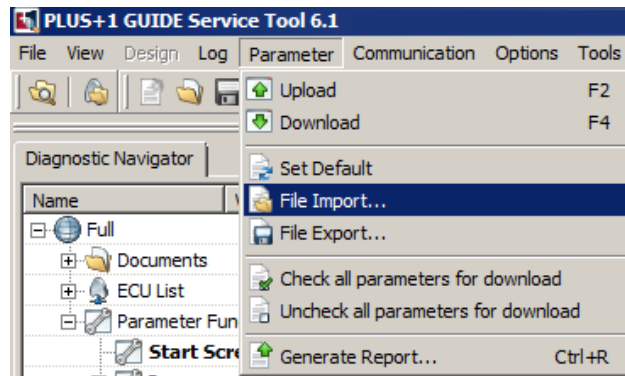 PLUS+1 GUIDE Service Tool 6.1
File View Design Log Parameter Communication Options Tools
Upload F2
Download F4
Diagnostic Navigator
Set Default
Name
File Import...
Full
File Export...
Documents
Check all parameters for download
ECU List
Uncheck all parameters for download
Parameter Fun
Start Scre
Generate Report... Ctrl+R